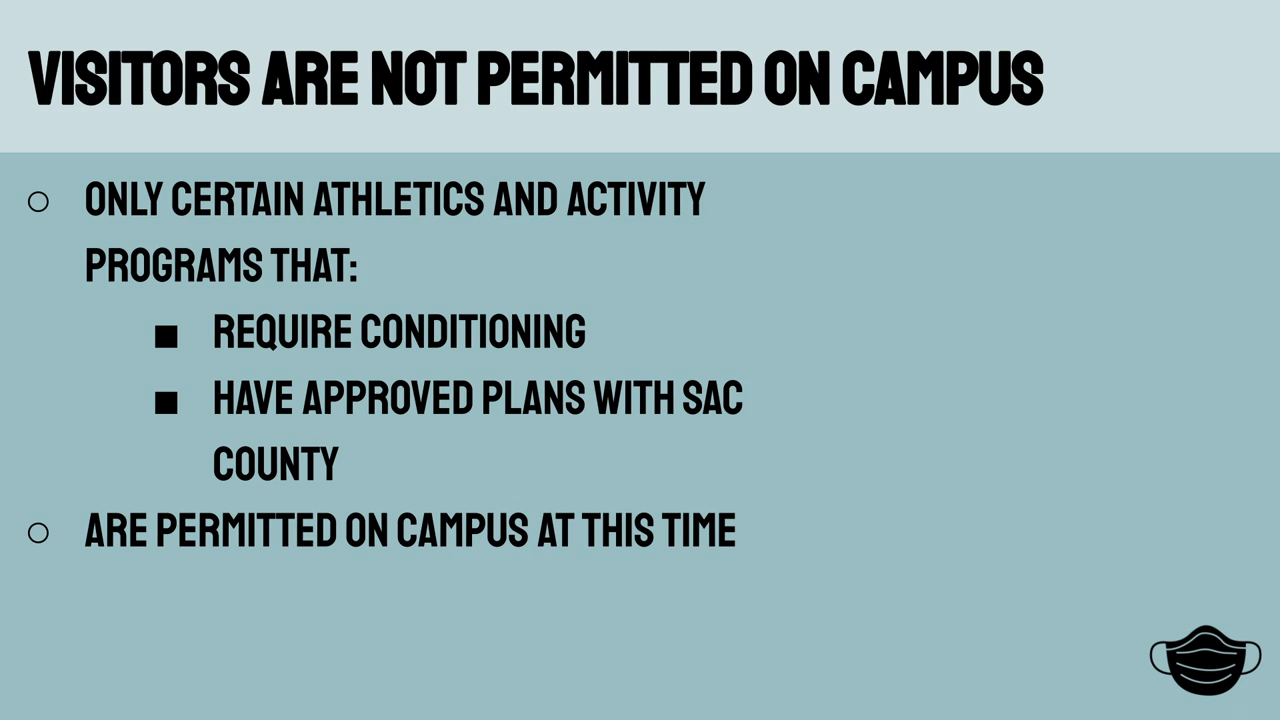 VISITORS ARE NOT PERMITTED ON CAMPUS
ONLY CERTAIN ATHLETICS AND ACTIVITY
PROGRAMS THAT:
REQUIRE CONDITIONING
HAVE APPROVED PLANS WITH SAC
COUNTY
ARE PERMITTED ON CAMPUS AT THIS TIME